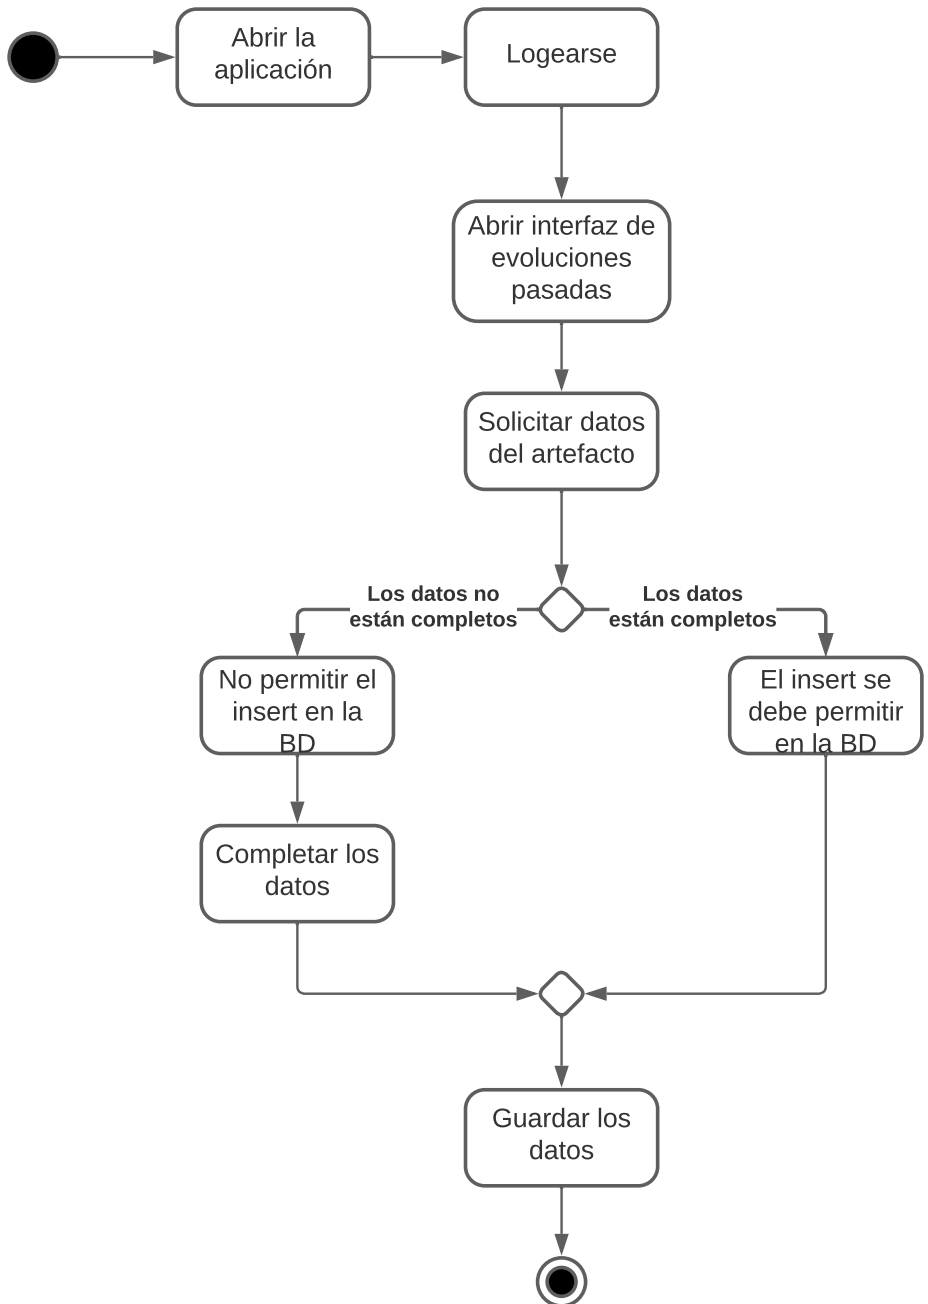 Abrir la
aplicación
Logearse
Abrir interfaz de
evoluciones
pasadas
Solicitar datos
del artefacto
Los datos no
están completos
Los datos
están completos
No permitir el
insert en la
BD
El insert se
debe permitir
en la BD
Completar los
datos
Guardar los
datos